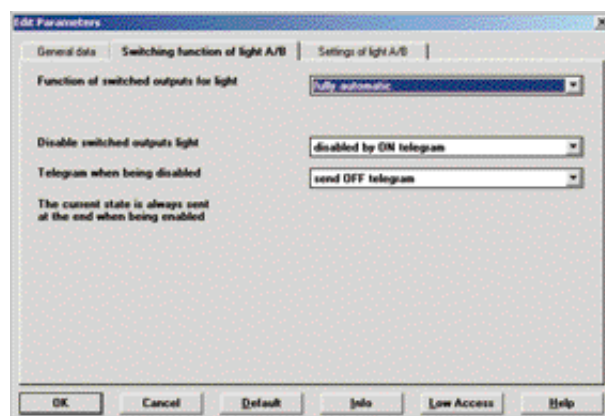 Edit Parameters
General data
Switching function of light A/B
Settings of light A/B
Function of switched outputs for light
fully automatic
Disable switched outputs light
disabled by ON telegram
Telegram when being disabled
send OFF telegram
The current state is always sent
at the end when being enabled
OK
Cancel
Default
Info
Low Access
Help